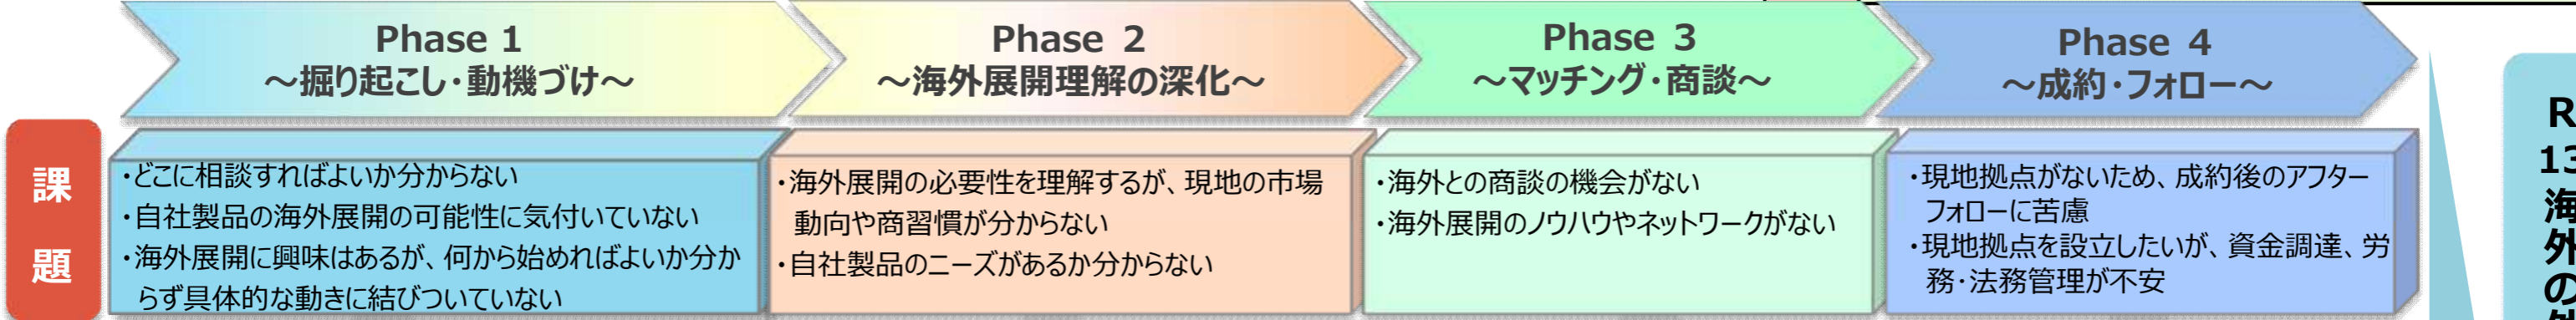 Phase 1
～掘り起こし・動機づけ～
Phase 2
～海外展開理解の深化～
Phase 3
～マッチング・商談～
Phase 4
～成約・フォロー～
課
題
・どこに相談すればよいか分からない
・自社製品の海外展開の可能性に気付いていない
・海外展開に興味はあるが、何から始めればよいか分か
らず具体的な動きに結びついていない
・海外展開の必要性を理解するが、現地の市場
動向や商習慣が分からない
・自社製品のニーズがあるか分からない
・海外との商談の機会がない
・海外展開のノウハウやネットワークがない
・現地拠点がないため、成約後のアフター
フォローに苦慮
・現地拠点を設立したいが、資金調達、労
務・法務管理が不安
R
13
海
外
の